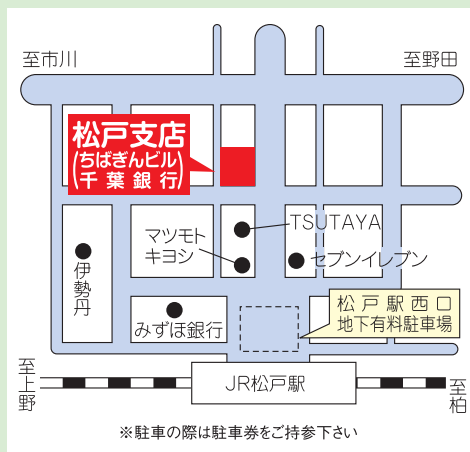 至市川
至野田
松戸支店
(ちばぎんビル)
(千葉銀行)
TSUTAYA
マツモト
キヨシ
セブンイレブン
伊勢丹
みずほ銀行
松戸駅西口
地下有料駐車場
至上野
JR松戸駅
至柏
※駐車の際は駐車券をご持参下さい